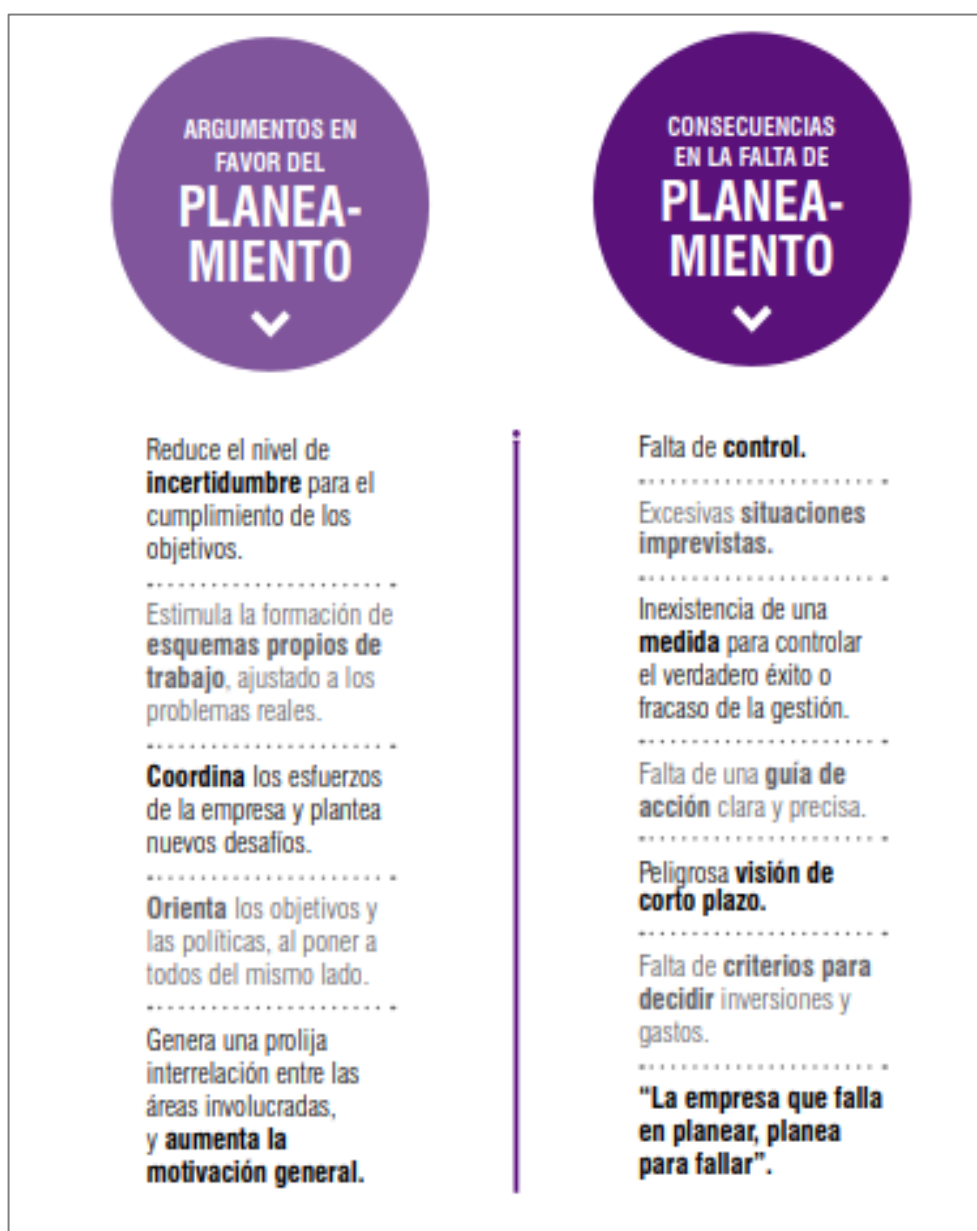 ARGUMENTOS EN
FAVOR DEL
PLANEA-
MIENTO
Reduce el nivel de
incertidumbre para el
cumplimiento de los
objetivos.
Estimula la formación de
esquemas propios de
trabajo, ajustado a los
problemas reales.
Coordina los esfuerzos
de la empresa y plantea
nuevos desafíos.
Orienta los objetivos y
las políticas, al poner a
todos del mismo lado.
Genera una prolija
interrelación entre las
áreas involucradas,
y aumenta la
motivación general.
CONSECUENCIAS
EN LA FALTA DE
PLANEA-
MIENTO
Falta de control.
Excesivas situaciones
imprevistas.
Inexistencia de una
medida para controlar
el verdadero éxito o
fracaso de la gestión.
Falta de una guía de
acción clara y precisa.
Peligrosa visión de
corto plazo.
Falta de criterios para
decidir inversiones y
gastos.
“La empresa que falla
en planear, planea
para fallar”.